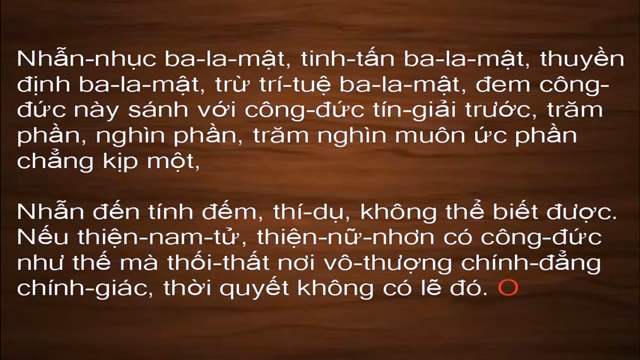 Nhẫn-nhục ba-la-mật, tinh-tấn ba-la-mật, thuyền
định ba-la-mật, trừ trí-tuệ ba-la-mật, đem công-
đức này sánh với công-đức tín-giải trước, trăm
phần, nghìn phần, trăm nghìn muôn ức phần
chẳng kịp một,
Nhẫn đến tính đếm, thí-dụ, không thể biết được.
Nếu thiện-nam-tử, thiện-nữ-nhơn có công-đức
như thế mà thối-thất nơi vô-thượng chính-đẳng
chính-giác, thời quyết không có lẽ đó. O